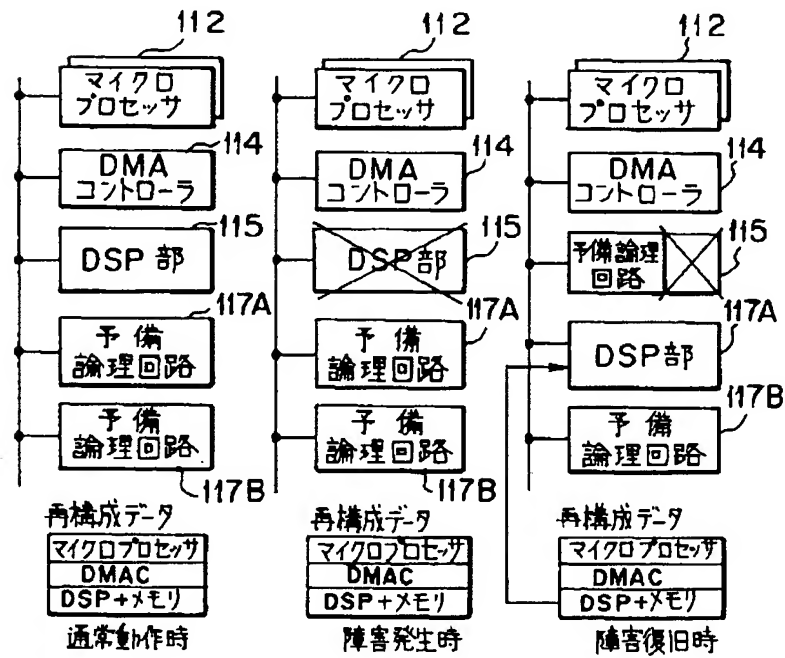 112
マイクロ
プロセッサ
114
DMA
コントローラ
115
DSP部
117A
予備
論理回路
予備
論理回路
117B
再構成データ
マイクロプロセッサ
DMAC
DSP+メモリ
通常動作時
112
マイクロ
プロセッサ
114
DMA
コントローラ
115
DSP部
117A
予備
論理回路
予備
論理回路
117B
再構成データ
マイクロプロセッサ
DMAC
DSP+メモリ
障害発生時
112
マイクロ
プロセッサ
114
DMA
コントローラ
115
予備論理
回路
117A
DSP部
117B
予備
論理回路
再構成データ
マイクロプロセッサ
DMAC
DSP+メモリ
障害復旧時